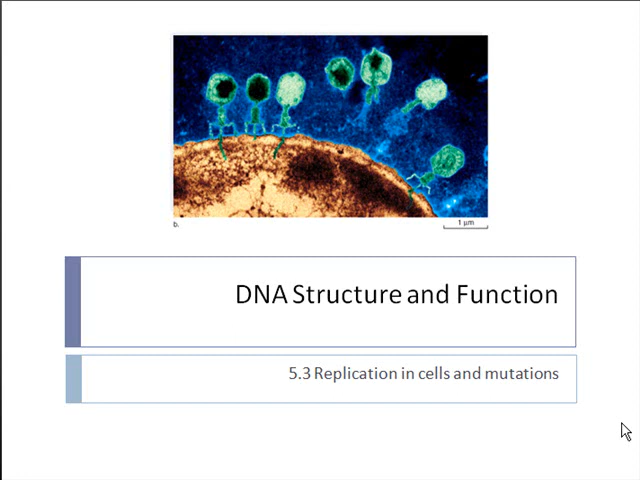 b.
1 µm
DNA Structure and Function
5.3 Replication in cells and mutations